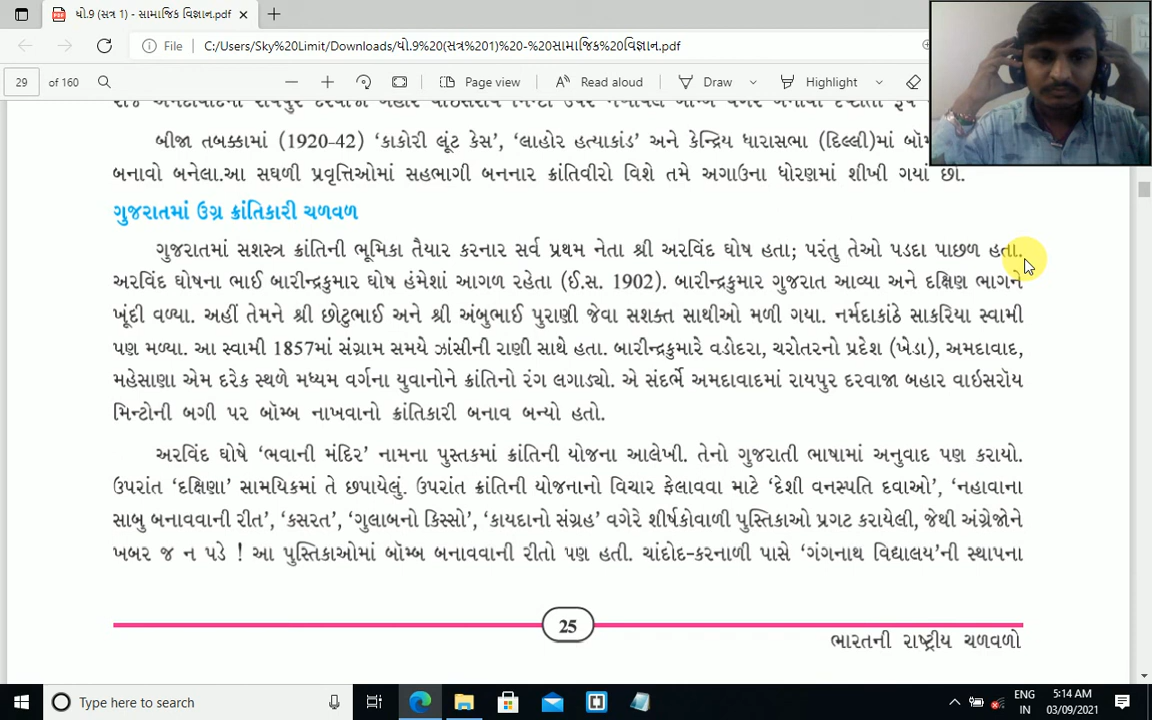 ધો.9 (સત્ર 1) - સામાજિક વિજ્ઞાન.pdf
File C:/Users/Sky%20Limit/Downloads/ધો.9%20(સત્ર%201)%20-%20સામાજિક%20વિજ્ઞાન.pdf
29 of 160 Page view Read aloud Draw Highlight
બીજા તબક્કામાં (1920-42) ‘કાકોરી લૂંટ કેસ’, ‘લાહોર હત્યાકાંડ’ અને કેન્દ્રિય ધારાસભા (દિલ્લી)માં
બનાવો બનેલા.આ સઘળી પ્રવૃત્તિઓમાં સહભાગી બનનાર ક્રાંતિવીરો વિશે તમે અગાઉના ધોરણમાં શીખી ગયાં છો.
ગુજરાતમાં ઉગ્ર ક્રાંતિકારી ચળવળ
ગુજરાતમાં સશસ્ત્ર ક્રાંતિની ભૂમિકા તૈયાર કરનાર સર્વ પ્રથમ નેતા શ્રી અરવિંદ ઘોષ હતા; પરંતુ તેઓ પડદા પાછળ હતા.
અરવિંદ ઘોષના ભાઈ બારીન્દ્રકુમાર ઘોષ હંમેશાં આગળ રહેતા (ઈ.સ. 1902). બારીન્દ્રકુમાર ગુજરાત આવ્યા અને દક્ષિણ ભાગને
ખૂંદી વળ્યા. અહીં તેમને શ્રી છોટુભાઈ અને શ્રી અંબુભાઈ પુરાણી જેવા સશક્ત સાથીઓ મળી ગયા. નર્મદાકાંઠે સાકરિયા સ્વામી
પણ મળ્યા. આ સ્વામી 1857માં સંગ્રામ સમયે ઝાંસીની રાણી સાથે હતા. બારીન્દ્રકુમારે વડોદરા, ચરોતરનો પ્રદેશ (ખેડા), અમદાવાદ,
મહેસાણા એમ દરેક સ્થળે મધ્યમ વર્ગના યુવાનોને ક્રાંતિનો રંગ લગાડ્યો. એ સંદર્ભે અમદાવાદમાં રાયપુર દરવાજા બહાર વાઇસરૉય
મિન્ટોની બગી પર બૉમ્બ નાખવાનો ક્રાંતિકારી બનાવ બન્યો હતો.
અરવિંદ ઘોષે ‘ભવાની મંદિર’ નામના પુસ્તકમાં ક્રાંતિની યોજના આલેખી. તેનો ગુજરાતી ભાષામાં અનુવાદ પણ કરાયો.
ઉપરાંત ‘દક્ષિણા’ સામયિકમાં તે છપાયેલું. ઉપરાંત ક્રાંતિની યોજનાનો વિચાર ફેલાવવા માટે ‘દેશી વનસ્પતિ દવાઓ’, ‘નહાવાના
સાબુ બનાવવાની રીત’, ‘કસરત’, ‘ગુલાબનો કિસ્સો’, ‘કાયદાનો સંગ્રહ’ વગેરે શીર્ષકોવાળી પુસ્તિકાઓ પ્રગટ કરાયેલી, જેથી અંગ્રેજોને
ખબર જ ન પડે ! આ પુસ્તિકાઓમાં બૉમ્બ બનાવવાની રીતો પણ હતી. ચાંદોદ-કરનાળી પાસે ‘ગંગનાથ વિદ્યાલય’ની સ્થાપના
25
ભારતની રાષ્ટ્રીય ચળવળો
Type here to search
ENG
IN
5:14 AM
03/09/2021